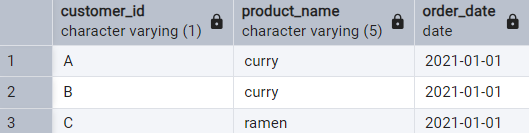 customer_id product_name order_date
character varying (1) character varying (5) date
1 A curry 2021-01-01
2 B curry 2021-01-01
3 C ramen 2021-01-01